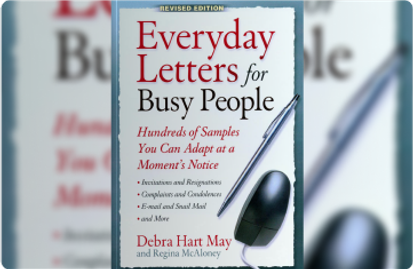 REVISED EDITION
Everyday
Letters for
Busy People
Hundreds of Samples
You Can Adapt at a
Moment's Notice
• Invitations and Resignations
• Complaints and Condolences
• E-mail and Snail Mail
• and More
Debra Hart May
and Regina McAloney